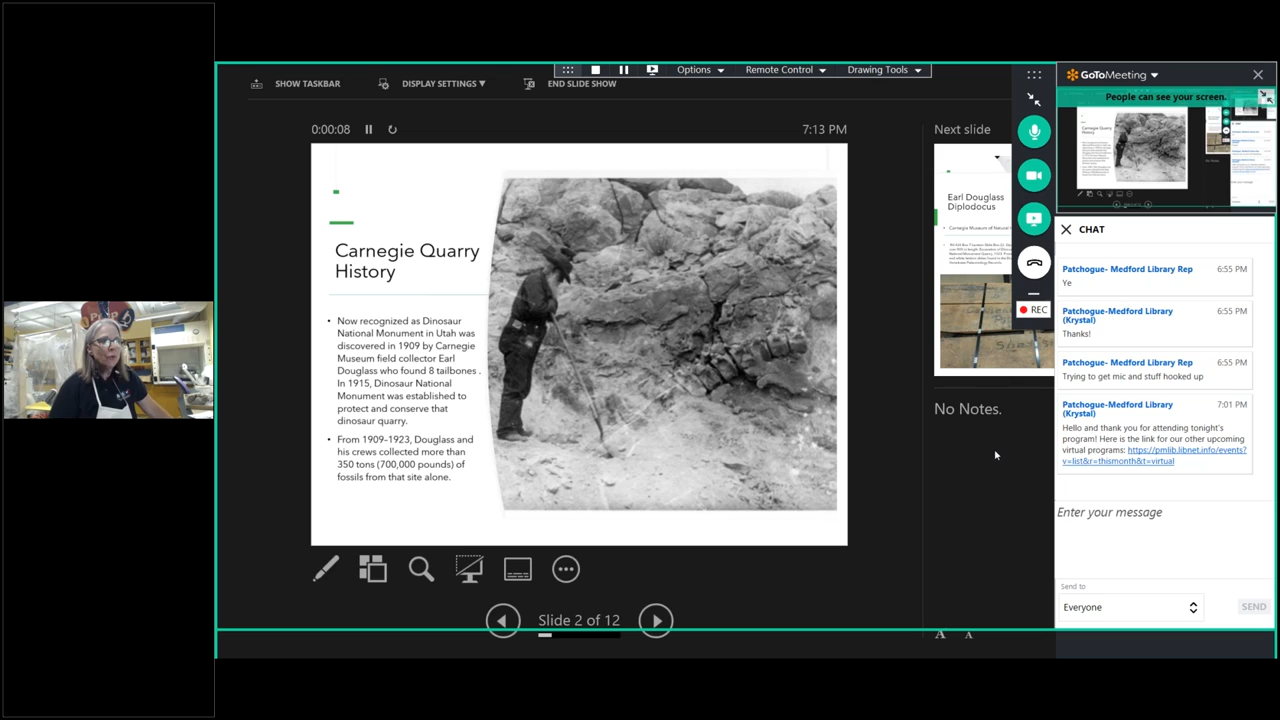 SHOW TASKBAR
DISPLAY SETTINGS ▼
END SLIDE SHOW
Options
Remote Control
Drawing Tools
0:00:08
7:13 PM
Carnegie Quarry
History
• Now recognized as Dinosaur
National Monument in Utah was
discovered in 1909 by Carnegie
Museum field collector Earl
Douglass who found 8 tailbones .
In 1915, Dinosaur National
Monument was established to
protect and conserve that
dinosaur quarry.
• From 1909–1923, Douglass and
his crews collected more than
350 tons (700,000 pounds) of
fossils from that site alone.
Slide 2 of 12
Next slide
Earl Douglass
Diplodocus
No Notes.
A A
REC
GoToMeeting
People can see your screen.
CHAT
Patchogue- Medford Library Rep 6:55 PM
Ye
Patchogue-Medford Library 6:55 PM
(Krystal)
Thanks!
Patchogue- Medford Library Rep 6:55 PM
Trying to get mic and stuff hooked up
Patchogue-Medford Library 7:01 PM
(Krystal)
Hello and thank you for attending tonight's
program! Here is the link for our other upcoming
virtual programs: https://pmlib.libnet.info/events?
v=list&r=thismonth&t=virtual
Enter your message
Send to
Everyone
SEND